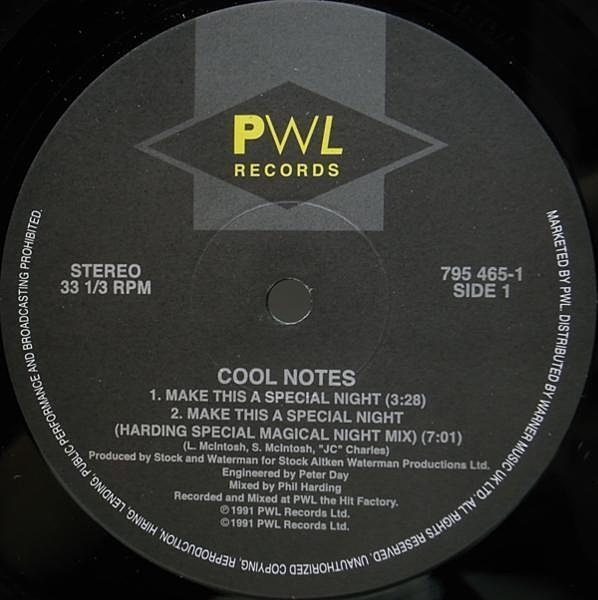 PWL
RECORDS
STEREO
33 1/3 RPM
795 465-1
SIDE 1
COOL NOTES
1. MAKE THIS A SPECIAL NIGHT (3:28)
2. MAKE THIS A SPECIAL NIGHT
(HARDING SPECIAL MAGICAL NIGHT MIX) (7:01)
(L. McIntosh, S. McIntosh, "JC" Charles)
Produced by Stock and Waterman for Stock Aitken Waterman Productions Ltd.
Engineered by Peter Day
Mixed by Phil Harding
Recorded and Mixed at PWL the Hit Factory.
℗1991 PWL Records Ltd.
©1991 PWL Records Ltd.
MARKETED BY PWL. DISTRIBUTED BY WARNER MUSIC UK LTD. ALL RIGHTS RESERVED. UNAUTHORIZED COPYING, REPRODUCTION, HIRING, LENDING, PUBLIC PERFORMANCE AND BROADCASTING PROHIBITED.